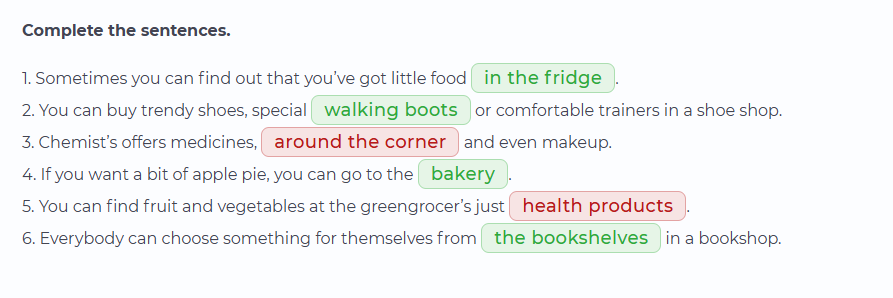 Complete the sentences.
1. Sometimes you can find out that you’ve got little food in the fridge.
2. You can buy trendy shoes, special walking boots or comfortable trainers in a shoe shop.
3. Chemist’s offers medicines, around the corner and even makeup.
4. If you want a bit of apple pie, you can go to the bakery.
5. You can find fruit and vegetables at the greengrocer’s just health products.
6. Everybody can choose something for themselves from the bookshelves in a bookshop.